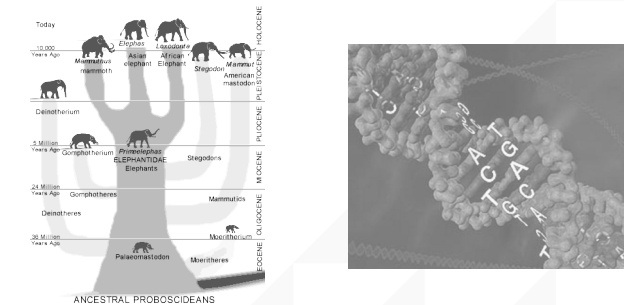 Today
HOLOCENE
10,000
Years Ago
Mammuthus
mammoth
Elephas
Asian
elephant
Loxodonta
African
Elephant
Stegodon
Mammut
American
mastodon
PLEISTOCENE
Deinotherium
PLIOCENE
5 Million
Years Ago
Gomphotherium
Primelephas
ELEPHANTIDAE
Elephants
Stegodons
MIOCENE
24 Million
Years Ago
Gomphotheres
Mammutics
Deinotheres
OLIGOCENE
36 Million
Years Ago
Moeritherium
Palaeomastodon
Moeritheres
EOCENE
ANCESTRAL PROBOSCIDEANS
A T
C G
T A
G C